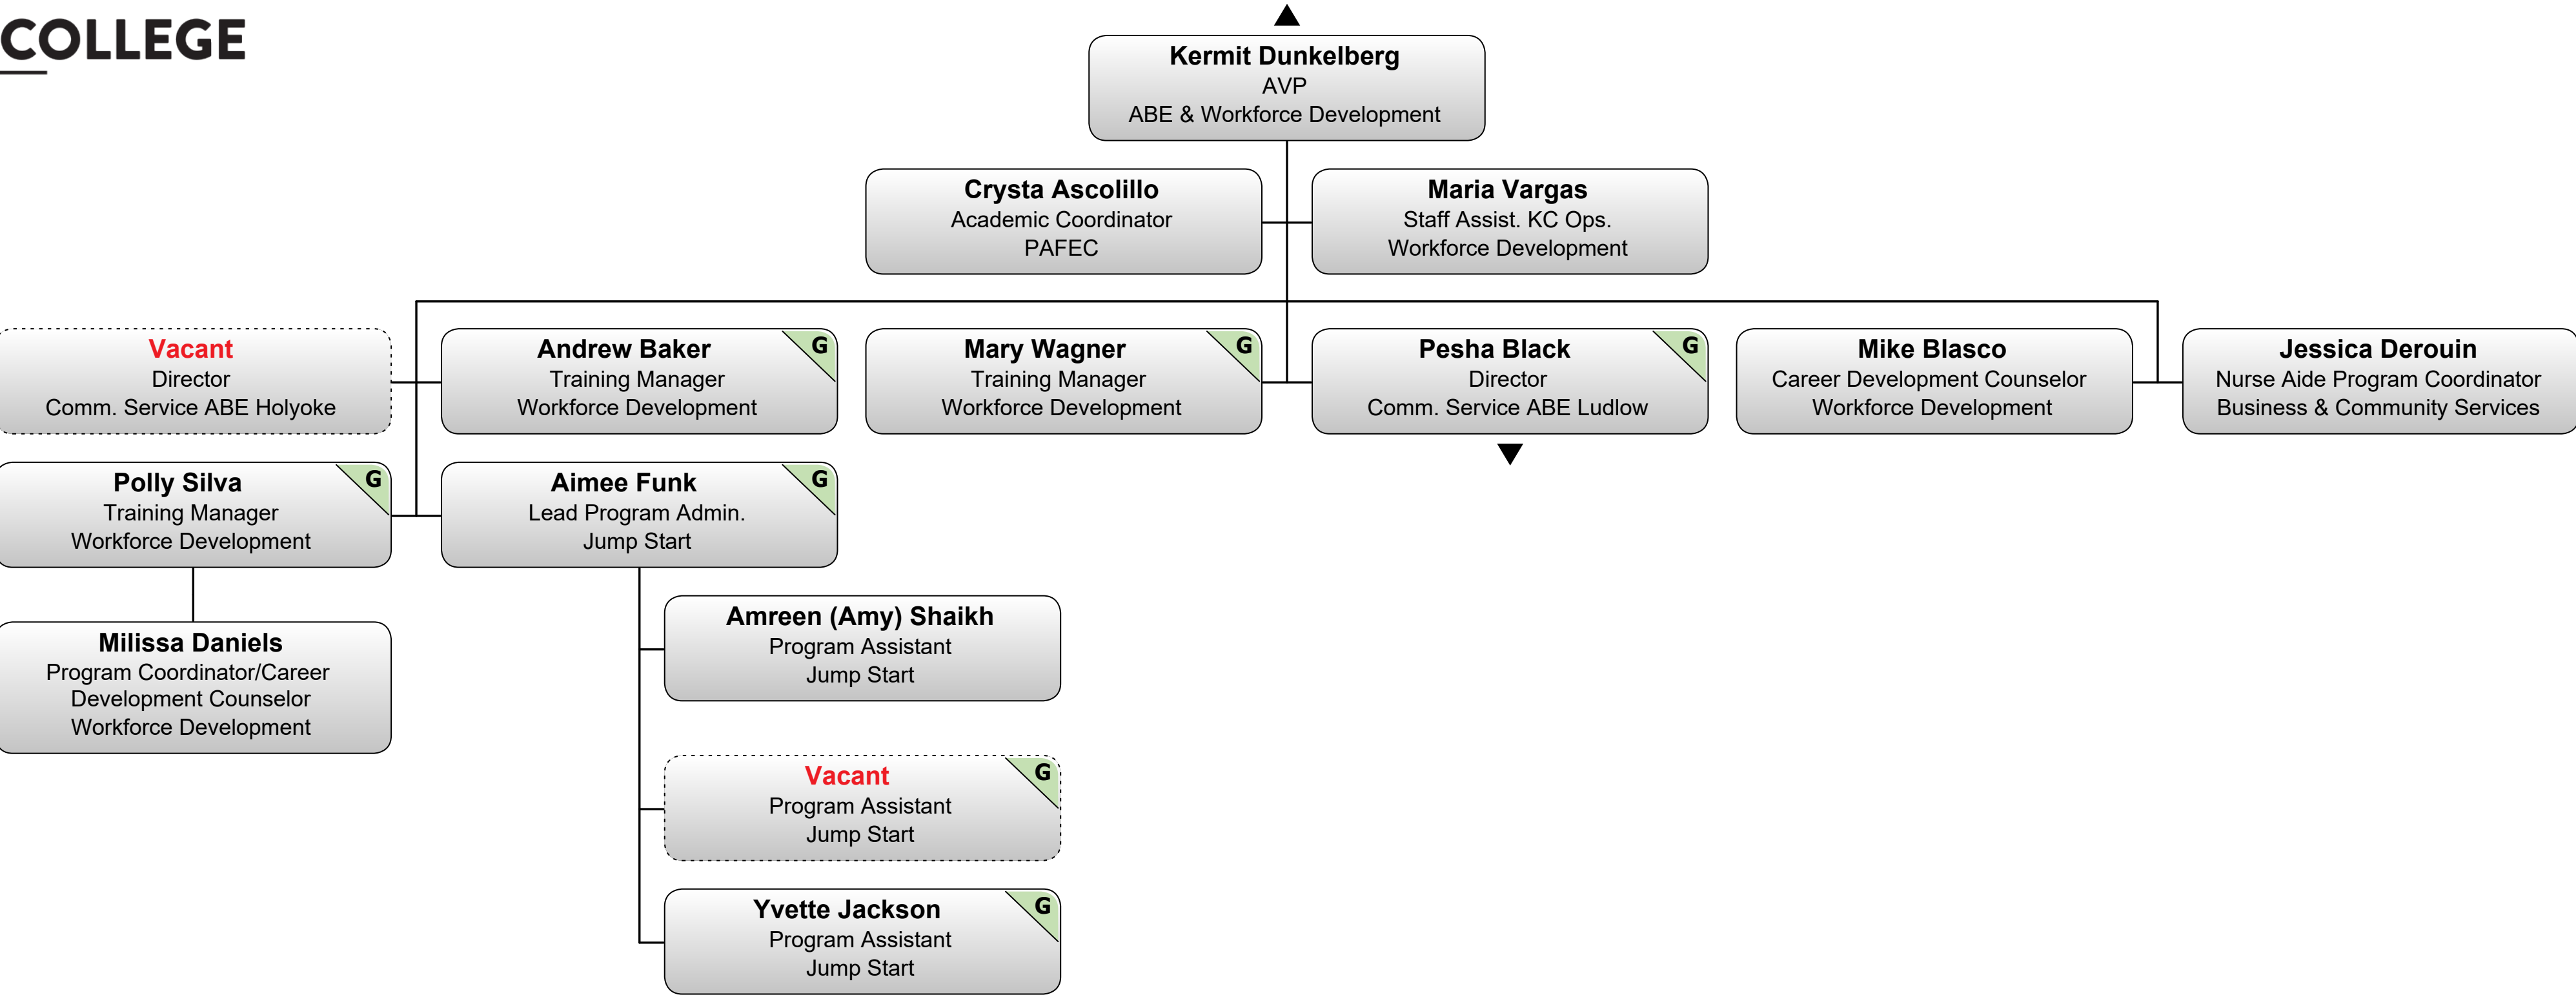 COLLEGE
Kermit Dunkelberg
AVP
ABE & Workforce Development
Crysta Ascolillo
Academic Coordinator
PAFEC
Maria Vargas
Staff Assist. KC Ops.
Workforce Development
Vacant
Director
Comm. Service ABE Holyoke
Andrew Baker
Training Manager
Workforce Development
G
Mary Wagner
Training Manager
Workforce Development
G
Pesha Black
Director
Comm. Service ABE Ludlow
G
Mike Blasco
Career Development Counselor
Workforce Development
Jessica Derouin
Nurse Aide Program Coordinator
Business & Community Services
Polly Silva
Training Manager
Workforce Development
G
Aimee Funk
Lead Program Admin.
Jump Start
G
Milissa Daniels
Program Coordinator/Career
Development Counselor
Workforce Development
Amreen (Amy) Shaikh
Program Assistant
Jump Start
Vacant
Program Assistant
Jump Start
G
Yvette Jackson
Program Assistant
Jump Start
G